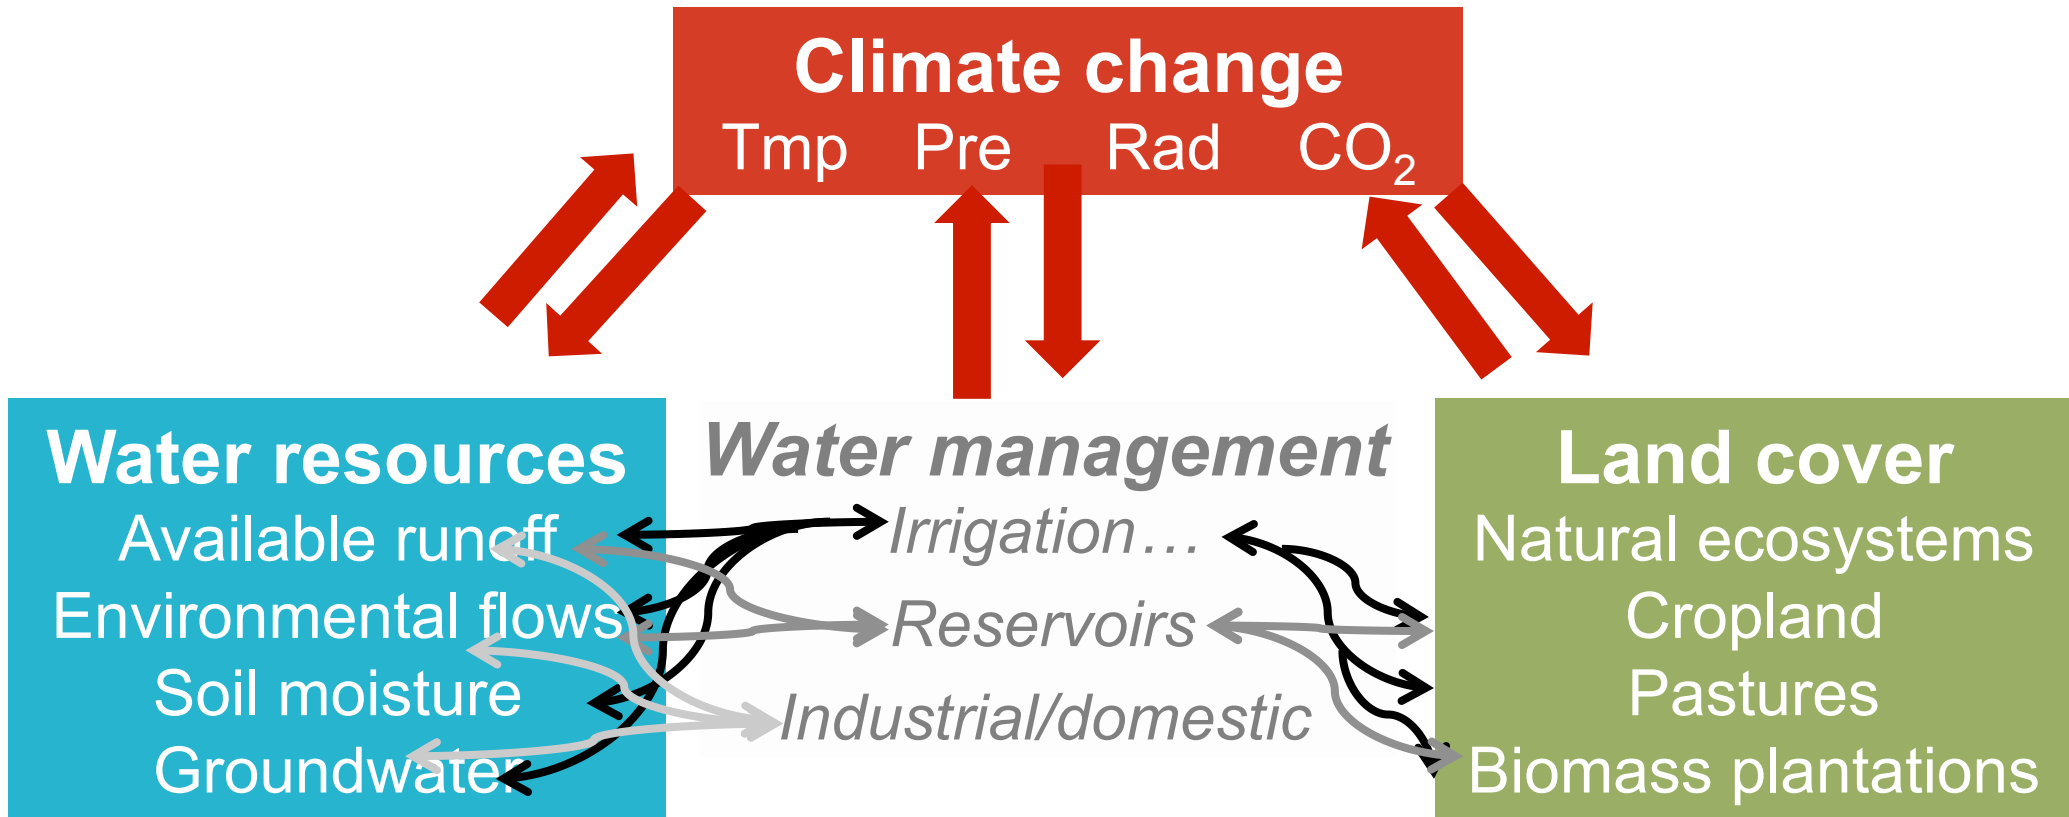 Climate change
Tmp Pre Rad CO₂
Water resources
Available runoff
Environmental flows
Soil moisture
Groundwater
Water management
Irrigation…
Reservoirs
Industrial/domestic
Land cover
Natural ecosystems
Cropland
Pastures
Biomass plantations